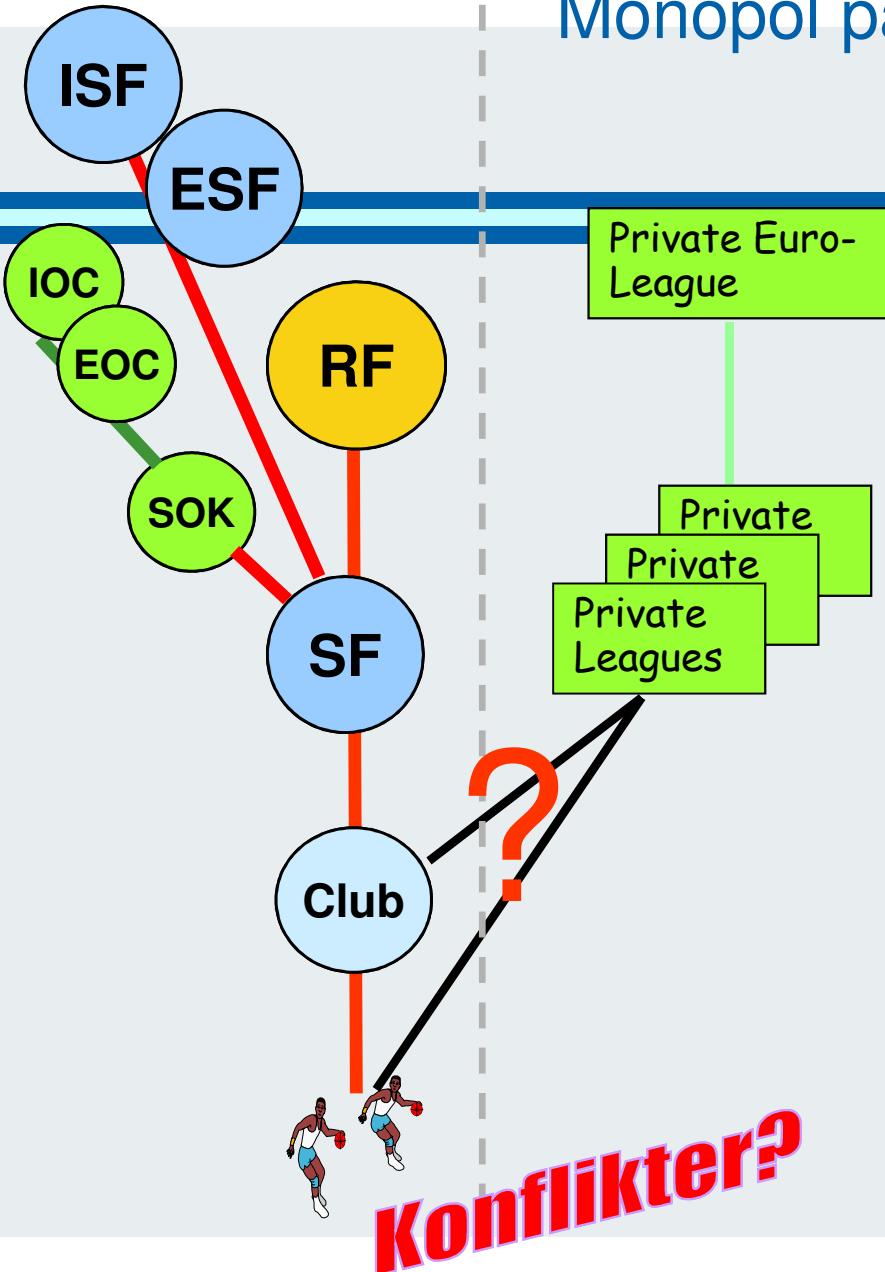 Monopol
ISF
ESF
Private Euro-
League
IOC
EOC
RF
SOK
Private
Private
Private
Leagues
SF
?
Club
Konflikter?